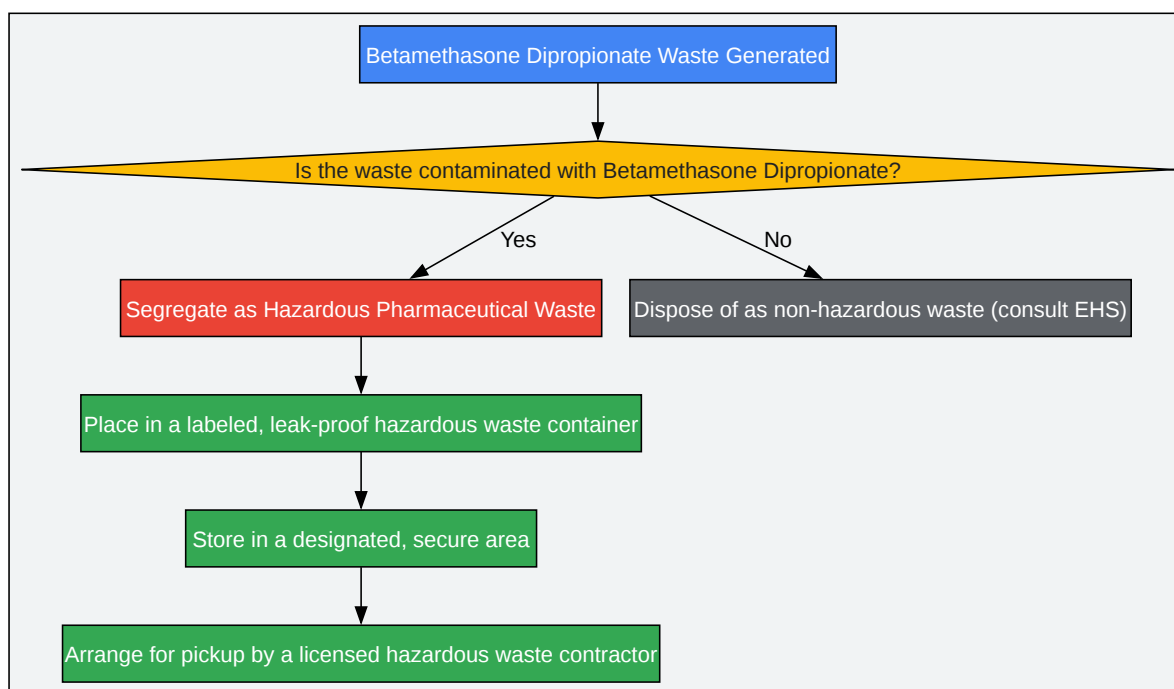 Betamethasone Dipropionate Waste Generated
Is the waste contaminated with Betamethasone Dipropionate?
Yes
No
Segregate as Hazardous Pharmaceutical Waste
Dispose of as non-hazardous waste (consult EHS)
Place in a labeled, leak-proof hazardous waste container
Store in a designated, secure area
Arrange for pickup by a licensed hazardous waste contractor